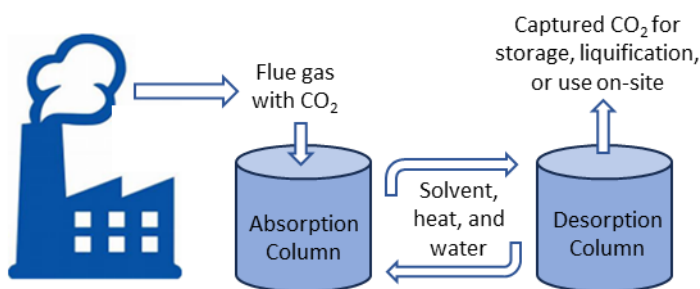 Flue gas
with CO₂
Captured CO₂ for
storage, liquification,
or use on-site
Absorption
Column
Solvent,
heat, and
water
Desorption
Column